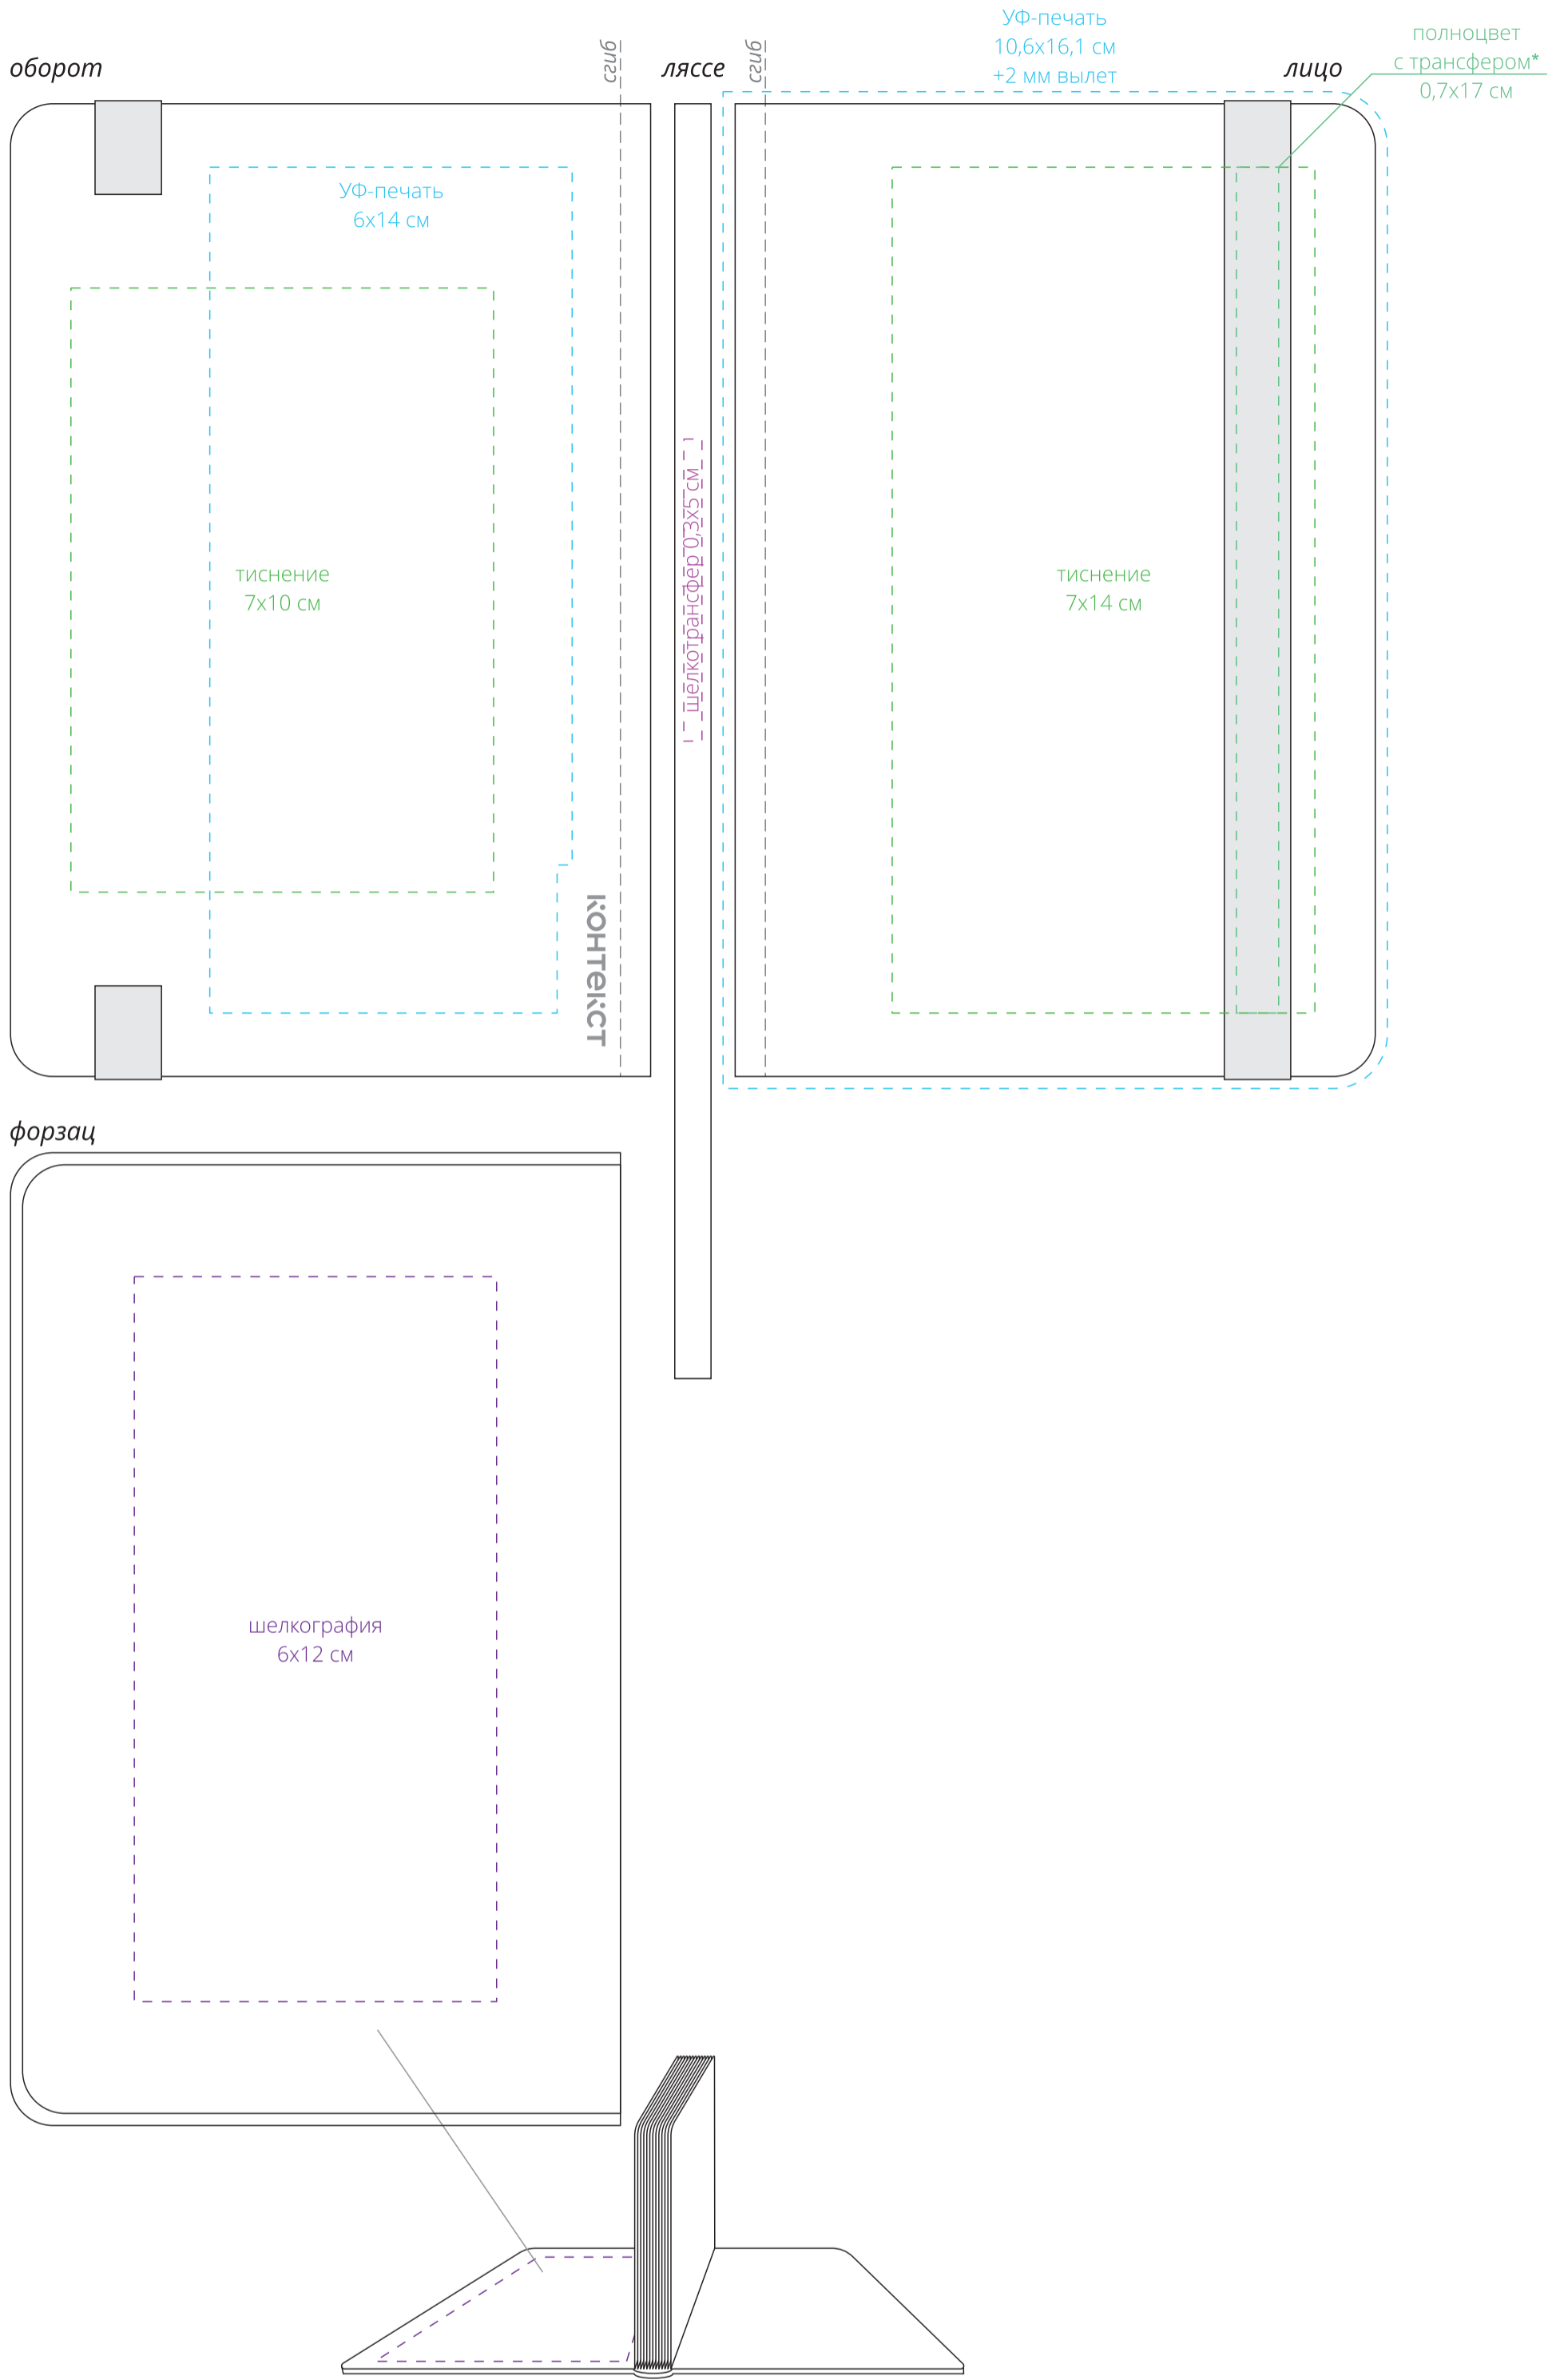 УФ-печать
10,6х16,1 см
+2 мм вылет
полноцвет
с трансфером*
0,7х17 см
оборот
сгиб
ляссе
сгиб
лицо
УФ-печать
6х14 см
тиснение
7х10 см
шелкотрансфер 0,3х5 см
тиснение
7х14 см
контекст
форзац
шелкография
6х12 см